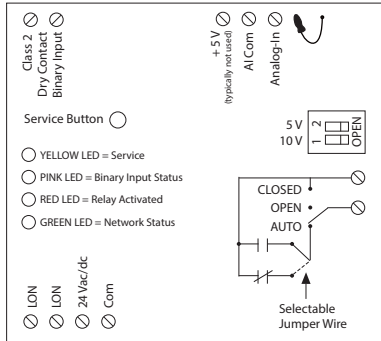 Class 2
Dry Contact
Binary Input
+ 5 V
(typically not used)
AI Com
Analog-In
Service Button
5 V
10 V
1 2
OPEN
YELLOW LED = Service
PINK LED = Binary Input Status
RED LED = Relay Activated
GREEN LED = Network Status
CLOSED
OPEN
AUTO
LON
LON
24 Vac/dc
Com
Selectable
Jumper Wire